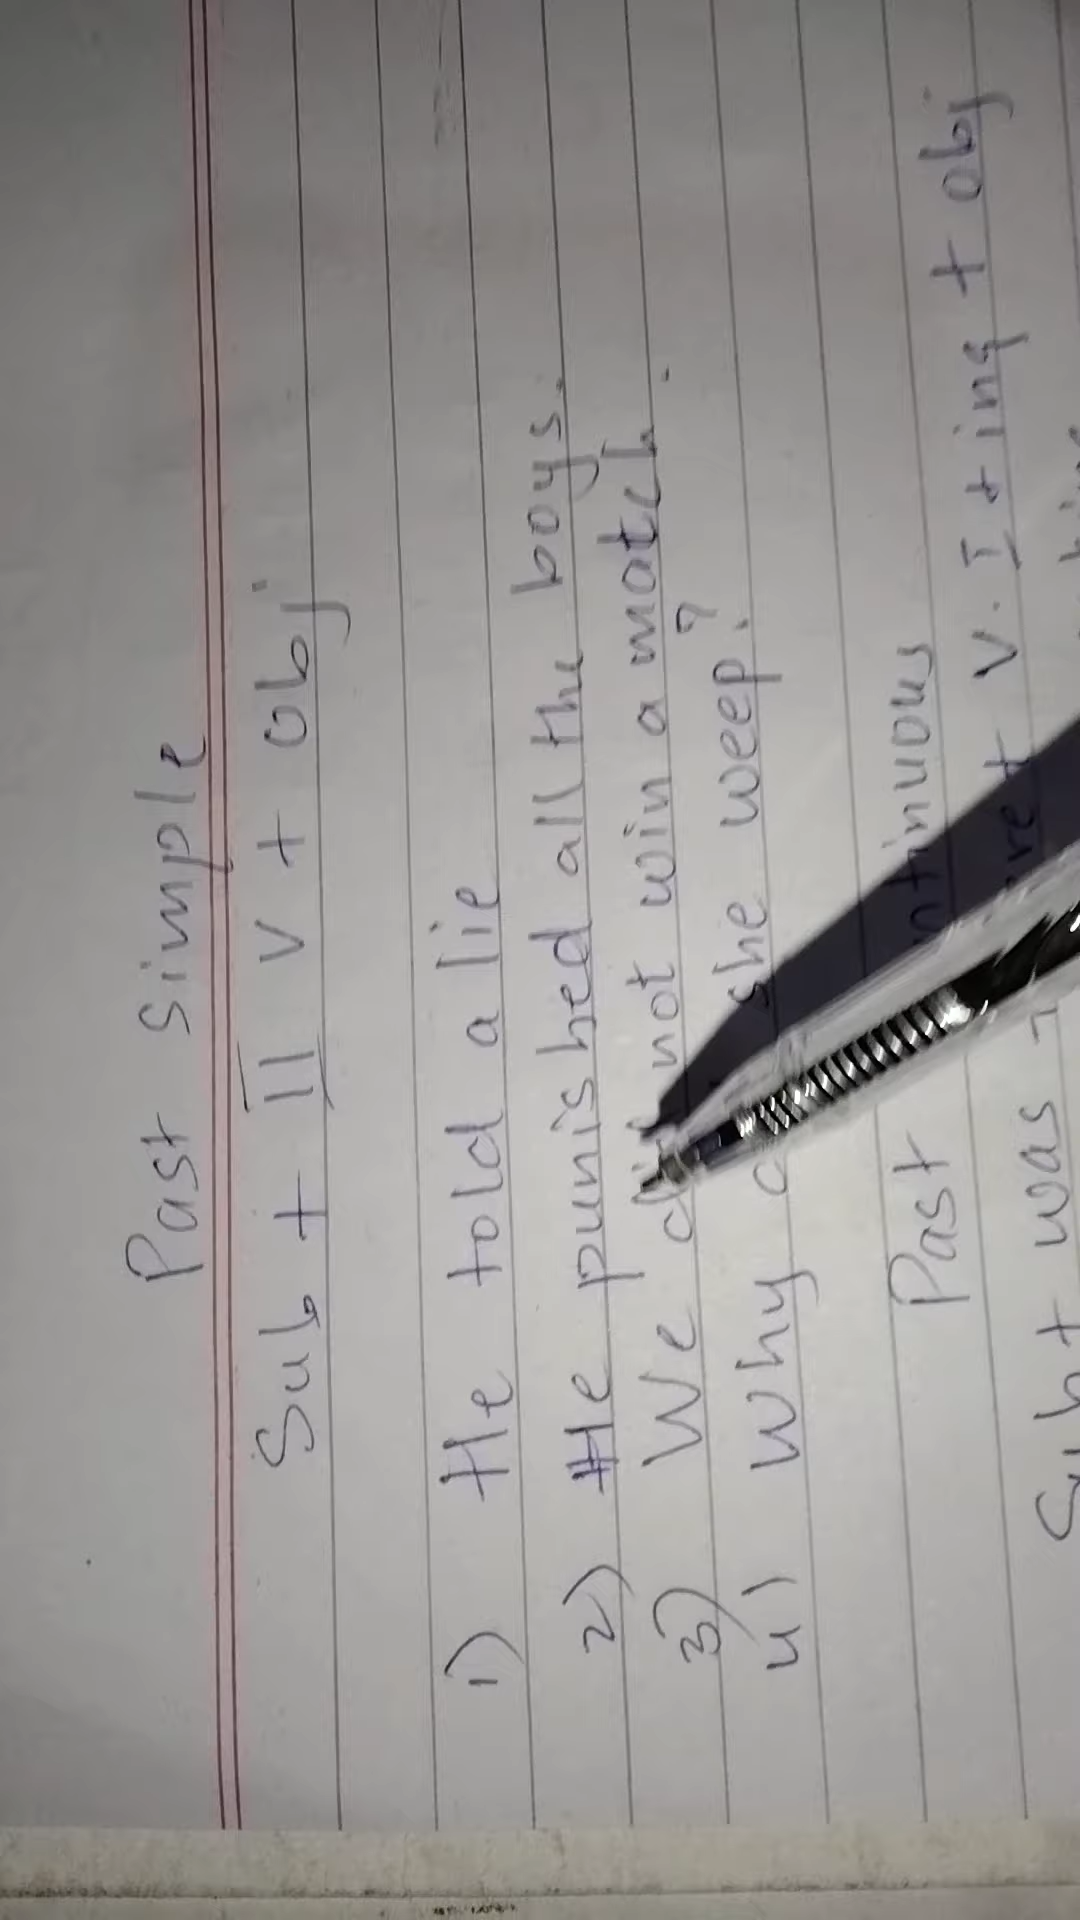 Past Simple
Sub + II V + obj
1) He told a lie
2) He punished all the boys.
3) We did not win a match.
4) Why she weep?
Past
Sub + was + V. I + ing + obj